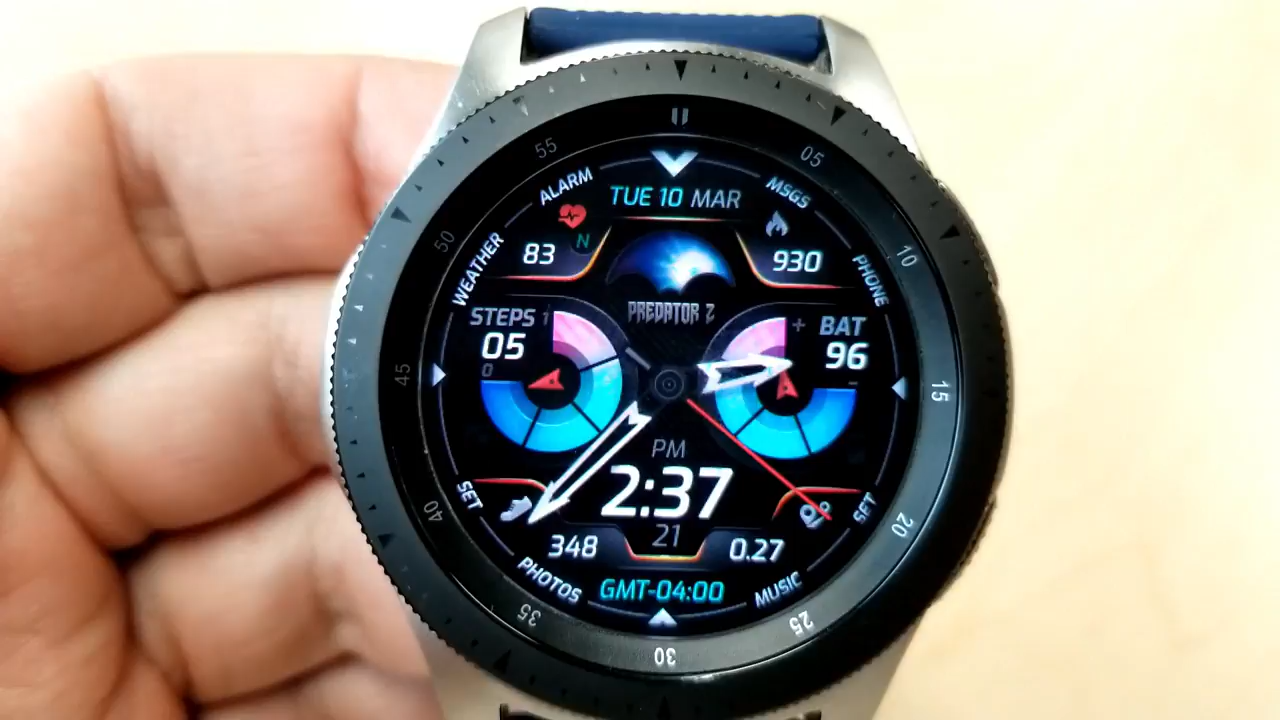 55
05
ALARM
MSGS
TUE 10 MAR
50
10
N
83
930
WEATHER
PHONE
PREDATOR Z
STEPS 1
+ BAT
05
96
0
-
45
15
PM
2:37
SET
SET
40
20
21
348
0.27
PHOTOS
MUSIC
GMT-04:00
35
25
30